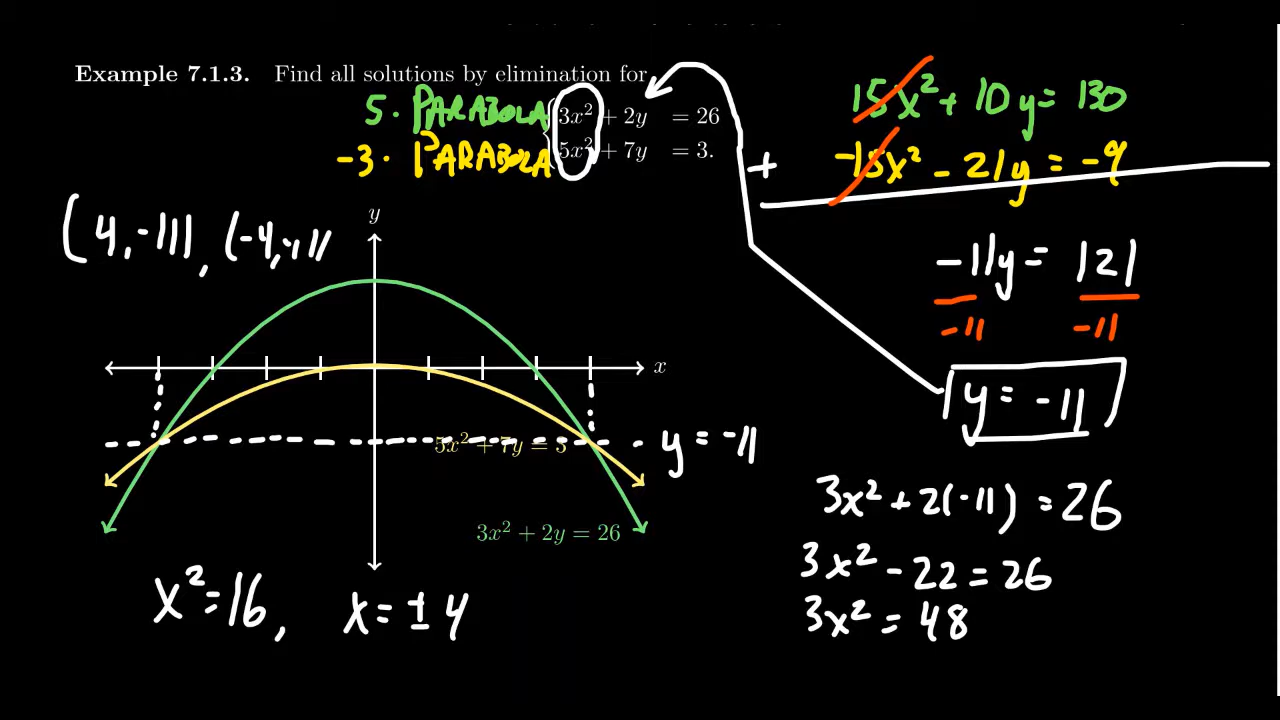 Example 7.1.3. Find all solutions by elimination for
5 · PARABOLA 3x² + 2y = 26
-3 · PARABOLA 5x² + 7y = 3.
15x² + 10y = 130
+ -15x² - 21y = -9
-11y = 121
-11 -11
y = -11
3x² + 2(-11) = 26
3x² - 22 = 26
3x² = 48
(4, -11), (-4, -11
y
x
y = -11
5x² + 7y = 3
3x² + 2y = 26
x² = 16, x = ± 4